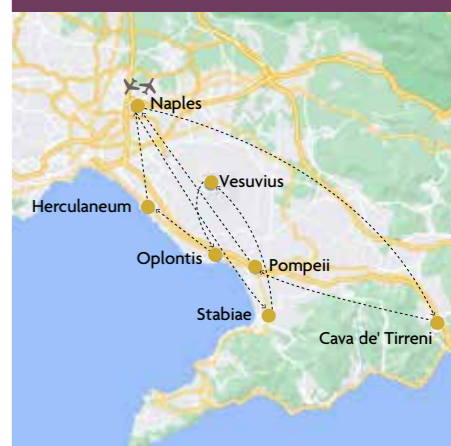 Naples
Vesuvius
Herculaneum
Oplontis
Pompeii
Stabiae
Cava de' Tirreni